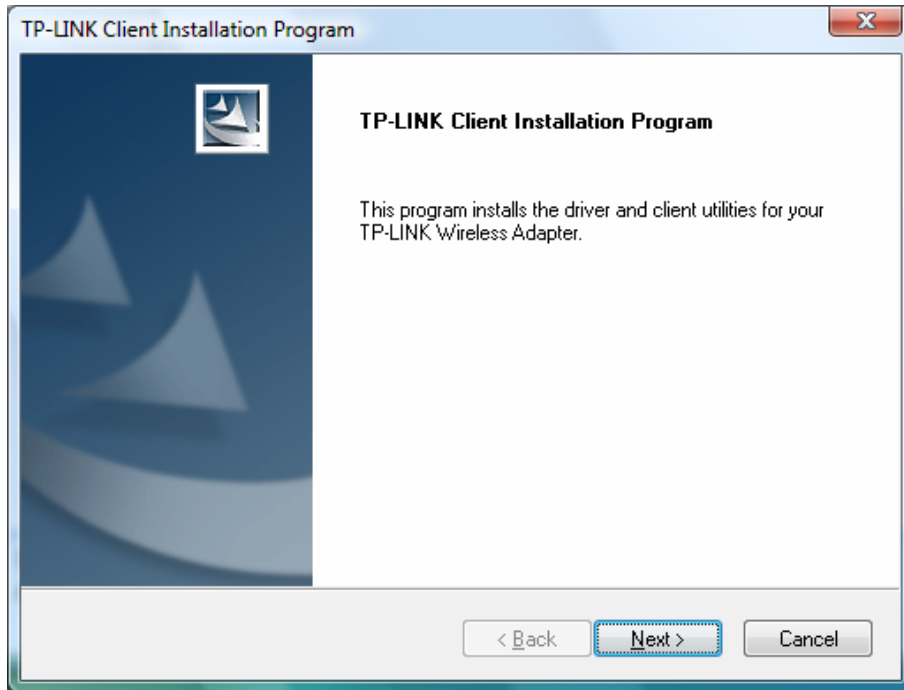 TP-LINK Client Installation Program
TP-LINK Client Installation Program
This program installs the driver and client utilities for your
TP-LINK Wireless Adapter.
< Back
Next >
Cancel